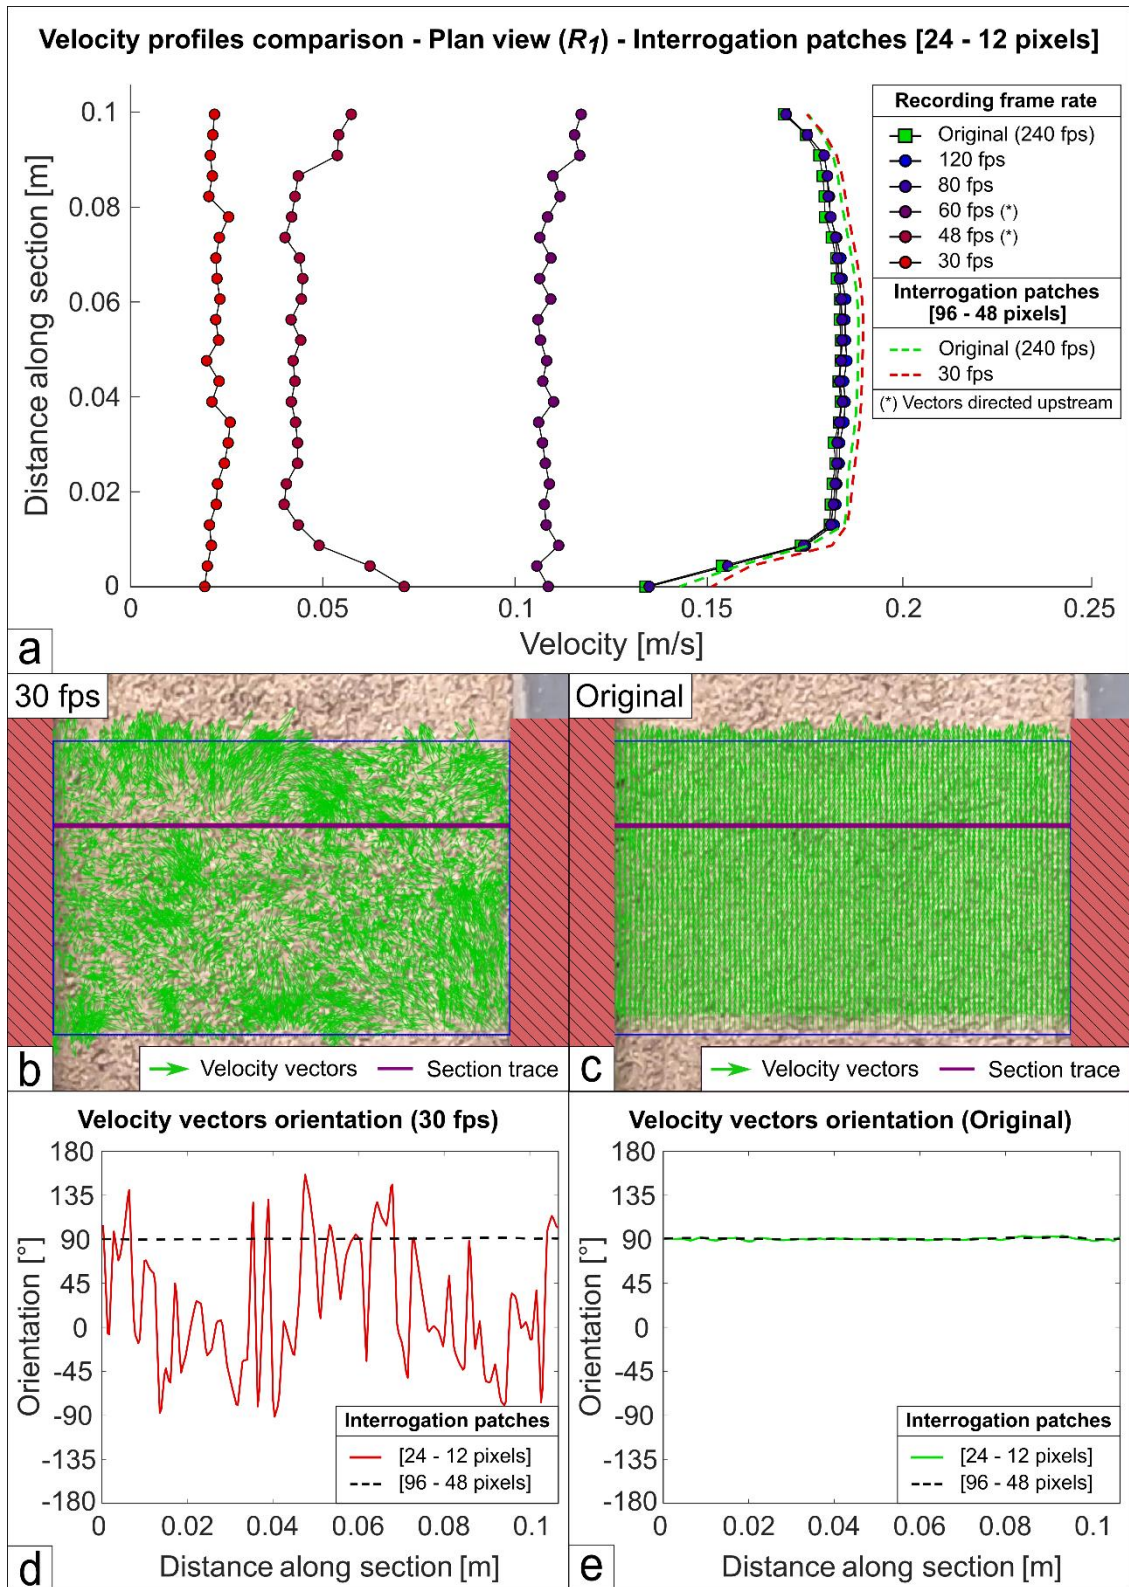 Velocity profiles comparison - Plan view (R1) - Interrogation patches [24 - 12 pixels]
Distance along section [m]
0.1
0.08
0.06
0.04
0.02
0
0 0.05 0.1 0.15 0.2 0.25
Velocity [m/s]
Recording frame rate
Original (240 fps)
120 fps
80 fps
60 fps (*)
48 fps (*)
30 fps
Interrogation patches
[96 - 48 pixels]
Original (240 fps)
30 fps
(*) Vectors directed upstream
a
30 fps
b
Velocity vectors
Section trace
Original
c
Velocity vectors
Section trace
Velocity vectors orientation (30 fps)
Orientation [°]
180
135
90
45
0
-45
-90
-135
-180
Interrogation patches
[24 - 12 pixels]
[96 - 48 pixels]
0 0.02 0.04 0.06 0.08 0.1
Distance along section [m]
d
Velocity vectors orientation (Original)
Orientation [°]
180
135
90
45
0
-45
-90
-135
-180
Interrogation patches
[24 - 12 pixels]
[96 - 48 pixels]
0 0.02 0.04 0.06 0.08 0.1
Distance along section [m]
e